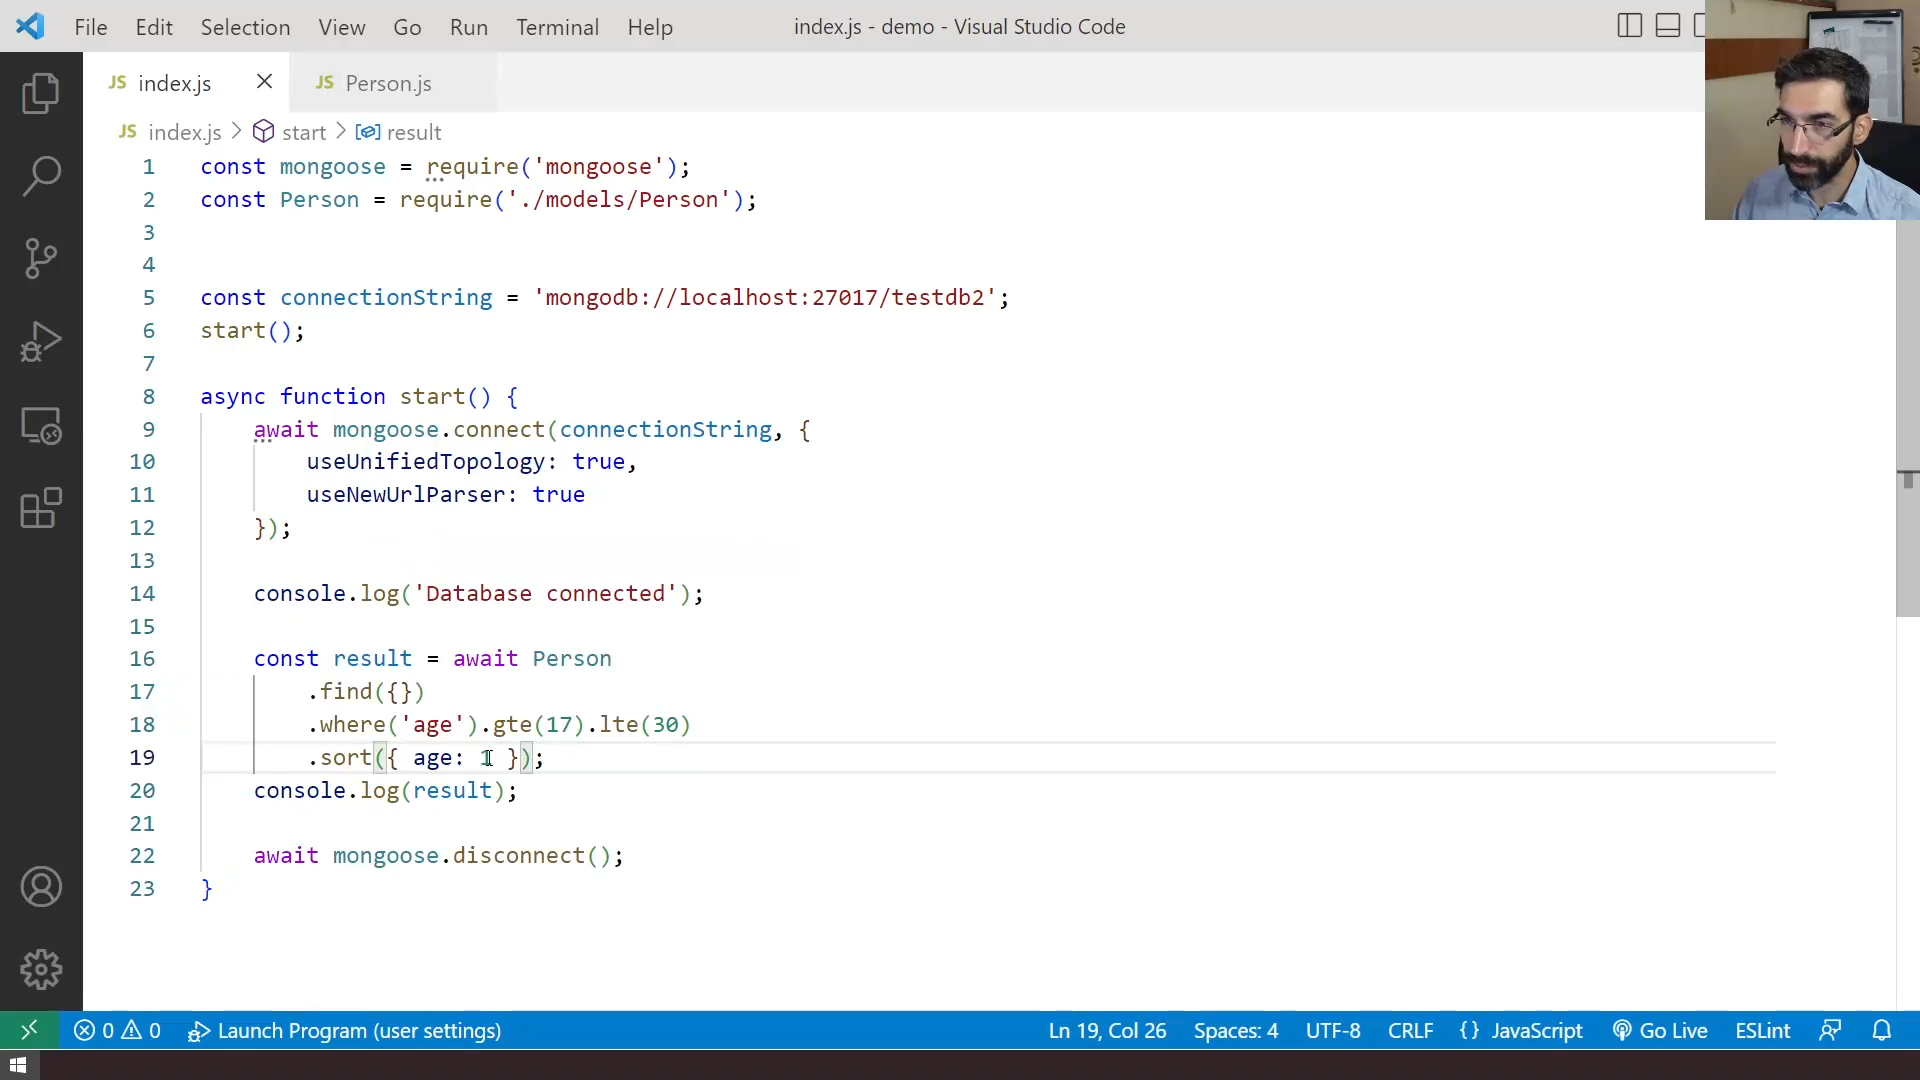 File Edit Selection View Go Run Terminal Help index.js - demo - Visual Studio Code
JS index.js JS Person.js
JS index.js > start > result
1 const mongoose = require('mongoose');
2 const Person = require('./models/Person');
3
4
5 const connectionString = 'mongodb://localhost:27017/testdb2';
6 start();
7
8 async function start() {
9 await mongoose.connect(connectionString, {
10 useUnifiedTopology: true,
11 useNewUrlParser: true
12 });
13
14 console.log('Database connected');
15
16 const result = await Person
17 .find({})
18 .where('age').gte(17).lte(30)
19 .sort({ age: 1 });
20 console.log(result);
21
22 await mongoose.disconnect();
23 }
0 0 Launch Program (user settings) Ln 19, Col 26 Spaces: 4 UTF-8 CRLF {} JavaScript Go Live ESLint